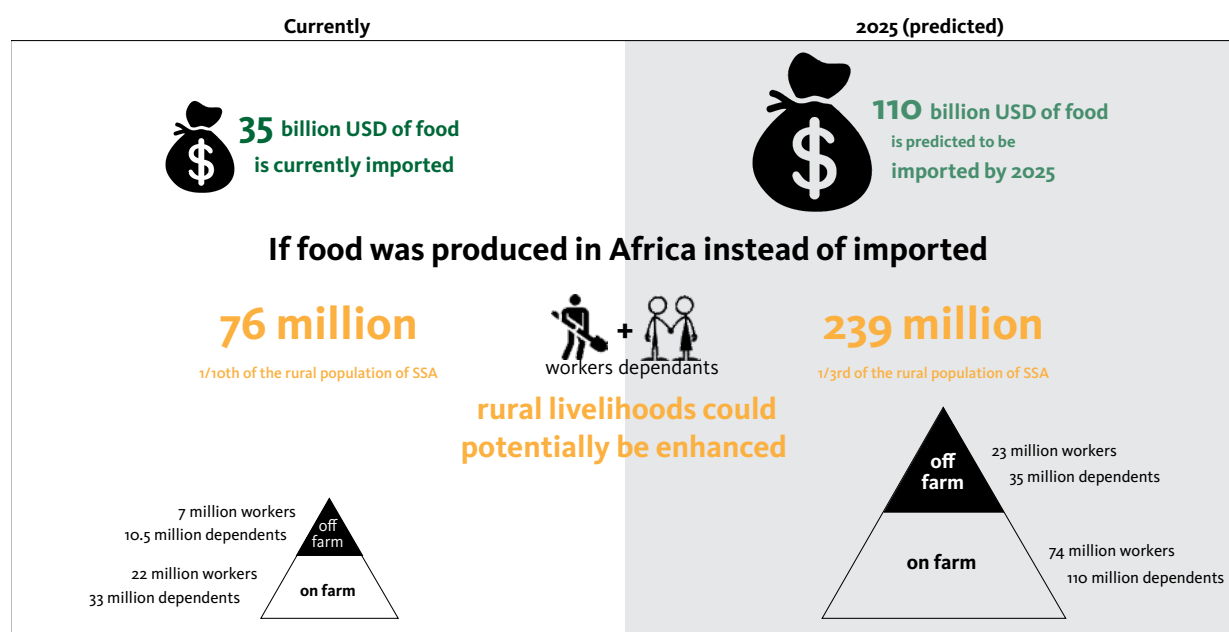 Currently
2025 (predicted)
35 billion USD of food
is currently imported
110 billion USD of food
is predicted to be
imported by 2025
$
$
If food was produced in Africa instead of imported
76 million
1/10th of the rural population of SSA
+
workers dependants
239 million
1/3rd of the rural population of SSA
rural livelihoods could
potentially be enhanced
7 million workers
10.5 million dependents
off
farm
22 million workers
33 million dependents
on farm
off
farm
23 million workers
35 million dependents
on farm
74 million workers
110 million dependents